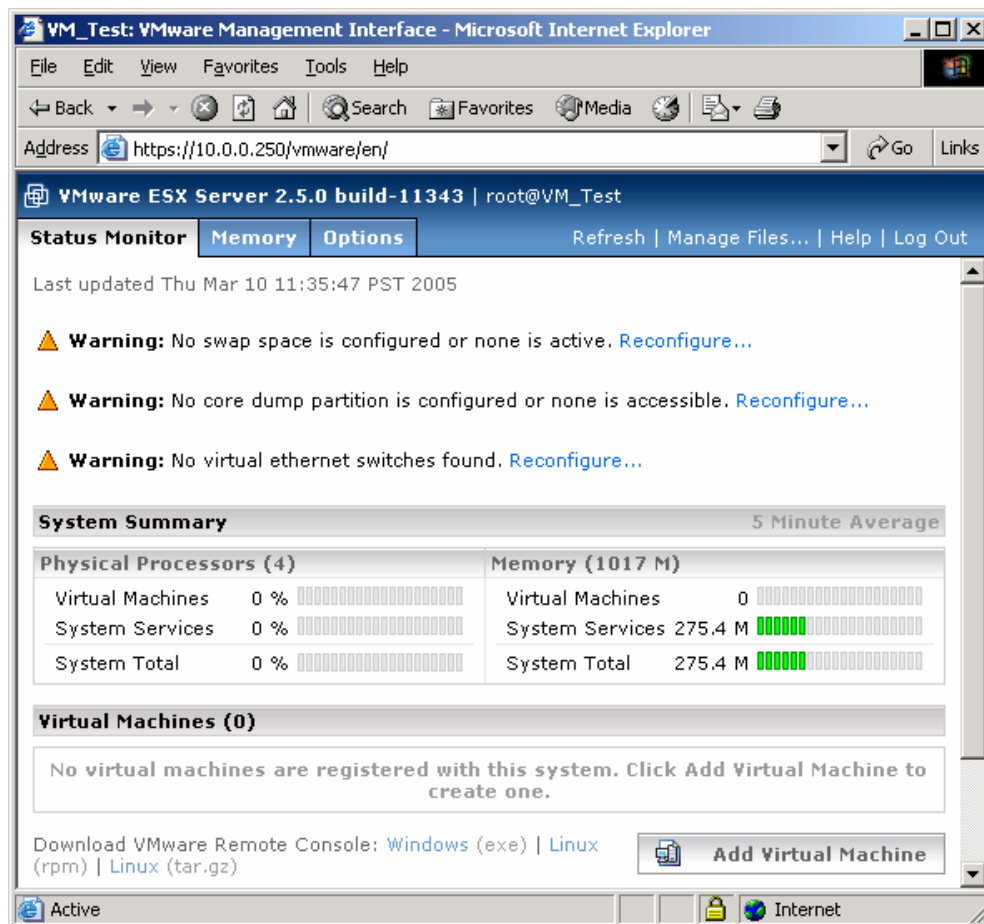 VM_Test: VMware Management Interface - Microsoft Internet Explorer
File Edit View Favorites Tools Help
Back Search Favorites Media
Address https://10.0.0.250/vmware/en/ Go Links
VMware ESX Server 2.5.0 build-11343 | root@VM_Test
Status Monitor Memory Options Refresh | Manage Files... | Help | Log Out
Last updated Thu Mar 10 11:35:47 PST 2005
Warning: No swap space is configured or none is active. Reconfigure...
Warning: No core dump partition is configured or none is accessible. Reconfigure...
Warning: No virtual ethernet switches found. Reconfigure...
System Summary 5 Minute Average
Physical Processors (4) Memory (1017 M)
Virtual Machines 0 % Virtual Machines 0
System Services 0 % System Services 275.4 M
System Total 0 % System Total 275.4 M
Virtual Machines (0)
No virtual machines are registered with this system. Click Add Virtual Machine to
create one.
Download VMware Remote Console: Windows (exe) | Linux
(rpm) | Linux (tar.gz)
Add Virtual Machine
Active Internet